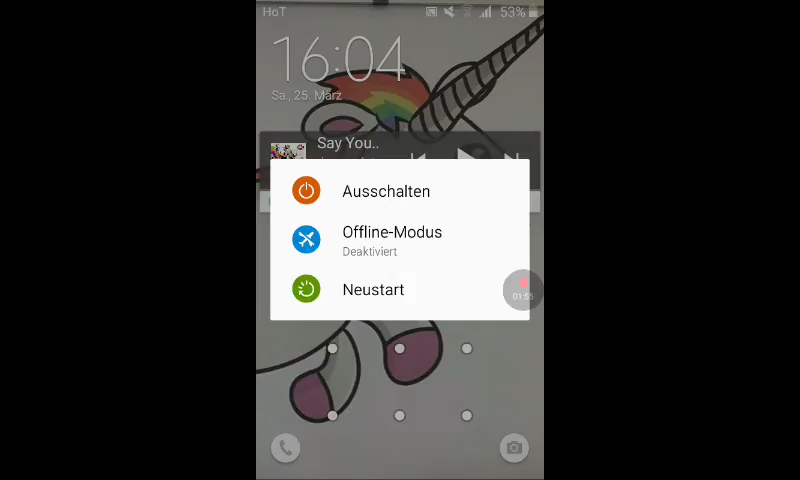 HoT
53%
16:04
Sa., 25. März
Say You..
Ausschalten
Offline-Modus
Deaktiviert
Neustart
01:55